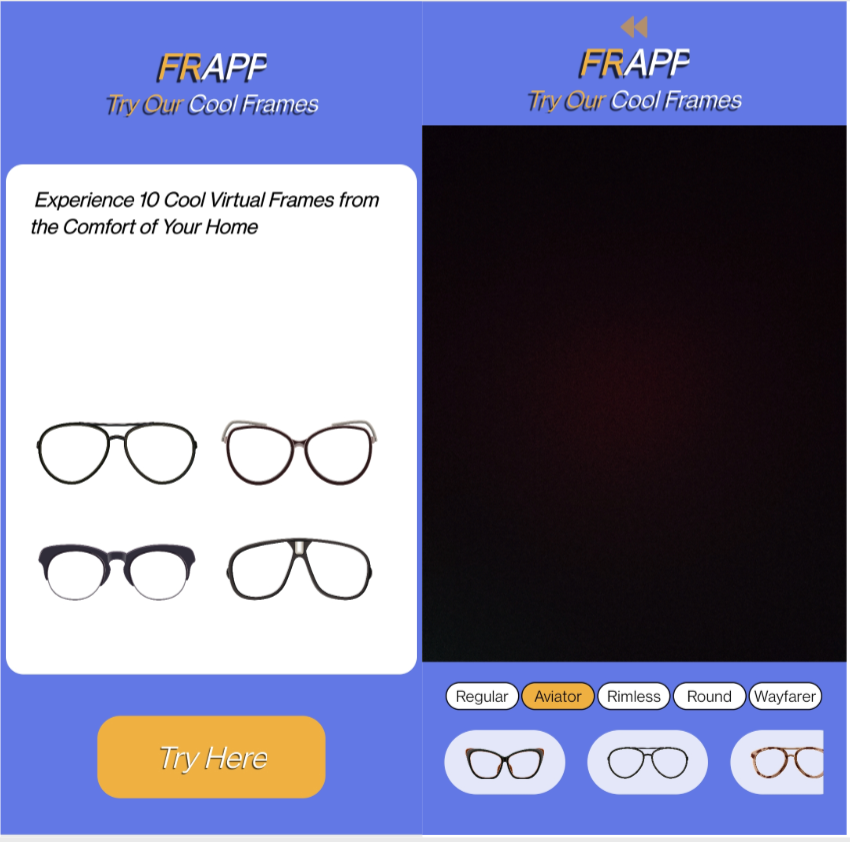 FRAPP
Try Our Cool Frames
Experience 10 Cool Virtual Frames from
the Comfort of Your Home
Try Here
FRAPP
Try Our Cool Frames
Regular
Aviator
Rimless
Round
Wayfarer